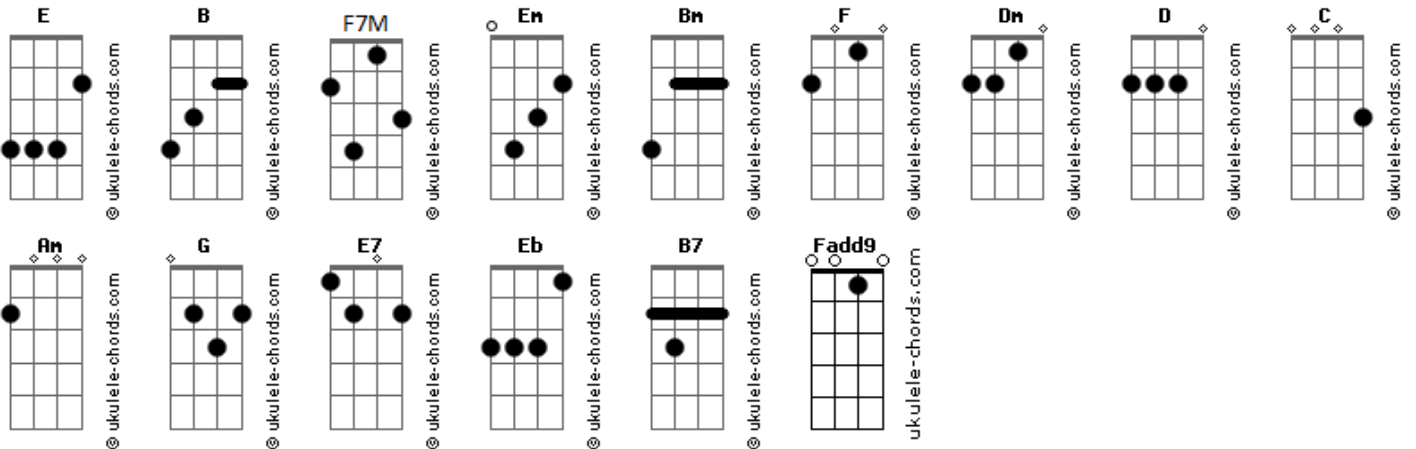 E B F7M Em Bm F Dm D C
© ukulele-chords.com © ukulele-chords.com © ukulele-chords.com © ukulele-chords.com © ukulele-chords.com © ukulele-chords.com © ukulele-chords.com © ukulele-chords.com © ukulele-chords.com
Am G E7 Eb B7 Fadd9
© ukulele-chords.com © ukulele-chords.com © ukulele-chords.com © ukulele-chords.com © ukulele-chords.com ukulele-chords.com